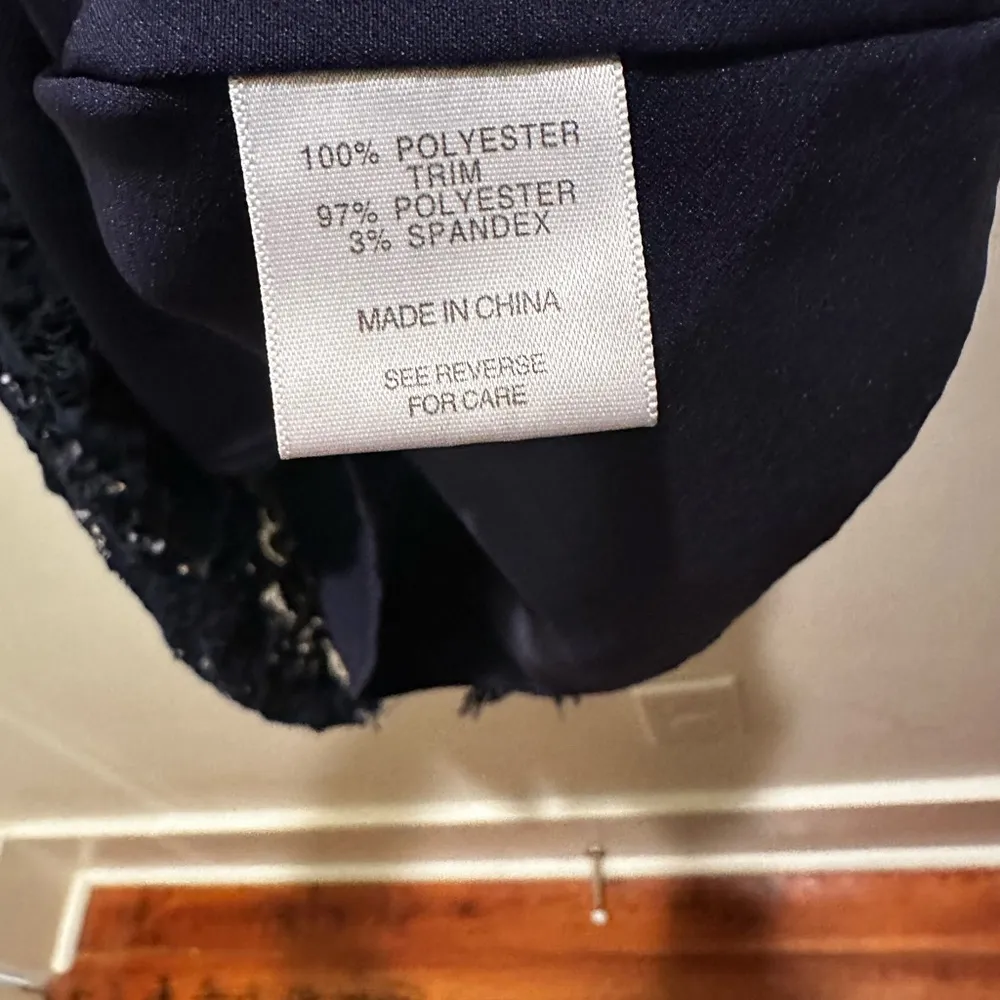 100% POLYESTER
TRIM
97% POLYESTER
3% SPANDEX
MADE IN CHINA
SEE REVERSE
FOR CARE